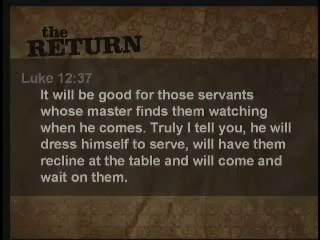 the
RETURN
Luke 12:37
It will be good for those servants
whose master finds them watching
when he comes. Truly I tell you, he will
dress himself to serve, will have them
recline at the table and will come and
wait on them.